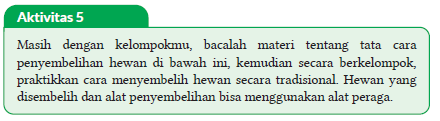 Aktivitas 5
Masih dengan kelompokmu, bacalah materi tentang tata cara
penyembelihan hewan di bawah ini, kemudian secara berkelompok,
praktikkan cara menyembelih hewan secara tradisional. Hewan yang
disembelih dan alat penyembelihan bisa menggunakan alat peraga.